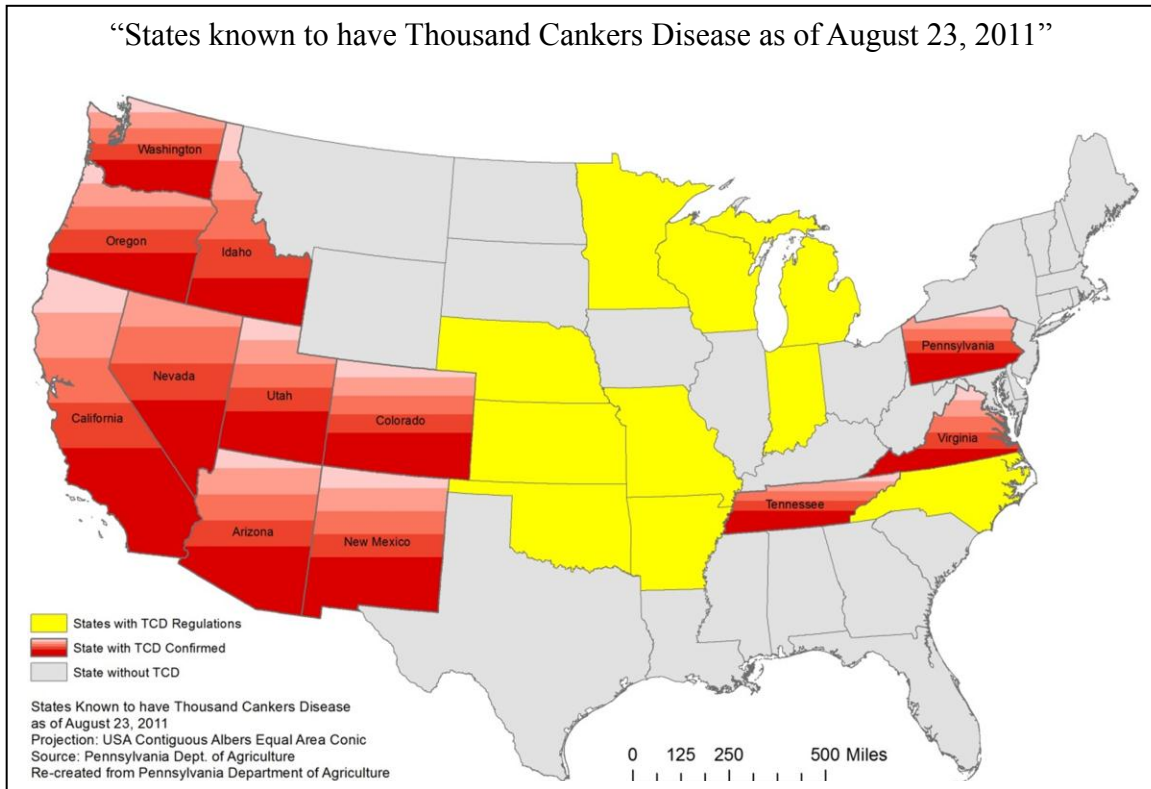 “States known to have Thousand Cankers Disease as of August 23, 2011”
Washington
Oregon
Idaho
Nevada
Utah
California
Colorado
Arizona
New Mexico
Pennsylvania
Virginia
Tennessee
States with TCD Regulations
State with TCD Confirmed
State without TCD
States Known to have Thousand Cankers Disease
as of August 23, 2011
Projection: USA Contiguous Albers Equal Area Conic
Source: Pennsylvania Dept. of Agriculture
Re-created from Pennsylvania Department of Agriculture
0 125 250 500 Miles